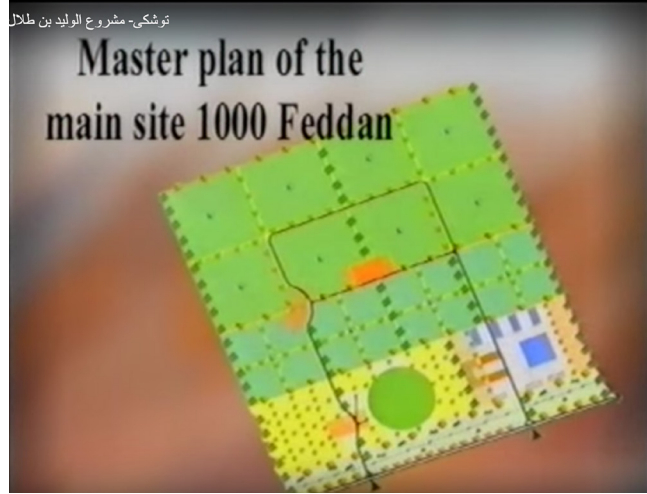 توشكى- مشروع الوليد بن طلال
Master plan of the
main site 1000 Feddan